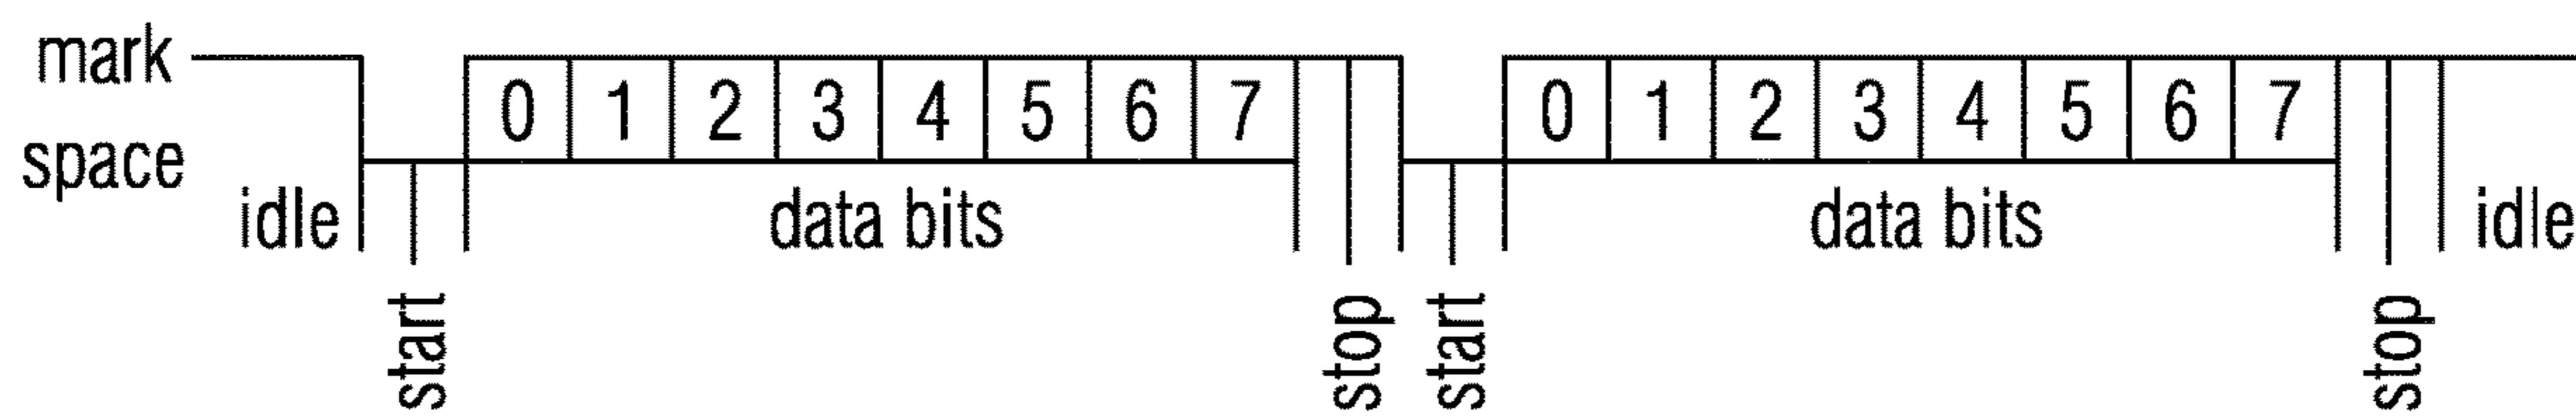 mark
0 1 2 3 4 5 6 7 0 1 2 3 4 5 6 7
space
idle data bits data bits idle
start stop start stop